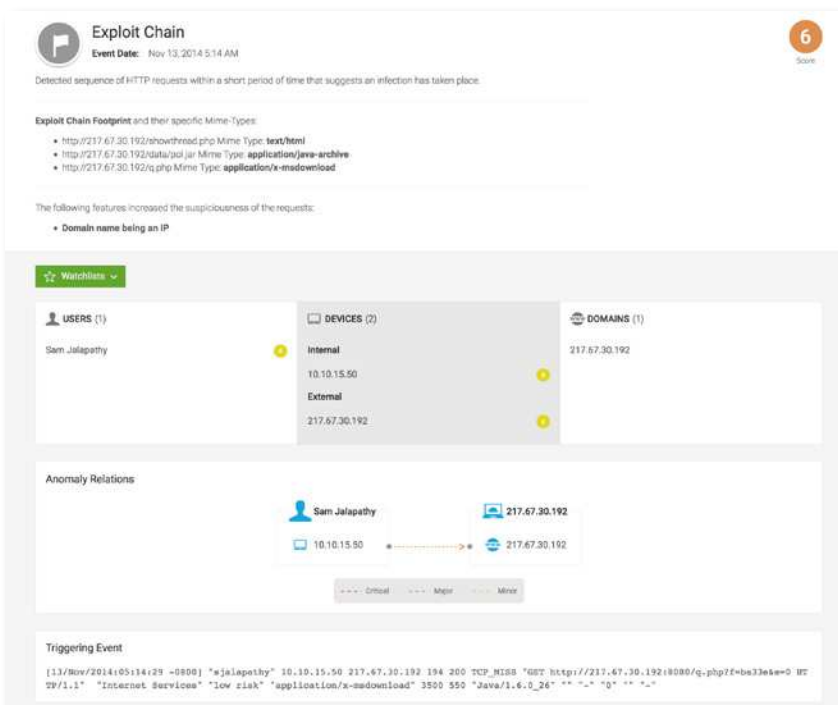 Exploit Chain
6
Event Date: Nov 13, 2014 5:14 AM
Score
Detected sequence of HTTP requests within a short period of time that suggests an infection has taken place.
Exploit Chain Footprint and their specific Mime-Types:
• http://217.67.30.192/showthread.php Mime Type: text/html
• http://217.67.30.192/data/pol.jar Mime Type: application/java-archive
• http://217.67.30.192/q.php Mime Type: application/x-msdownload
The following features increased the suspiciousness of the requests:
• Domain name being an IP
Watchlists
USERS (1)
Sam Jalapathy
DEVICES (2)
Internal
10.10.15.50
External
217.67.30.192
DOMAINS (1)
217.67.30.192
Anomaly Relations
Sam Jalapathy
217.67.30.192
10.10.15.50
217.67.30.192
Critical Major Minor
Triggering Event
[13/Nov/2014:05:14:29 -0800] "sjalapathy" 10.10.15.50 217.67.30.192 194 200 TCP_MISS "GET http://217.67.30.192:8080/q.php?f=ba33e&e=0 HT
TP/1.1" "Internet Services" "low risk" "application/x-msdownload" 3500 550 "Java/1.6.0_26" "" "-" "0" "" "-"